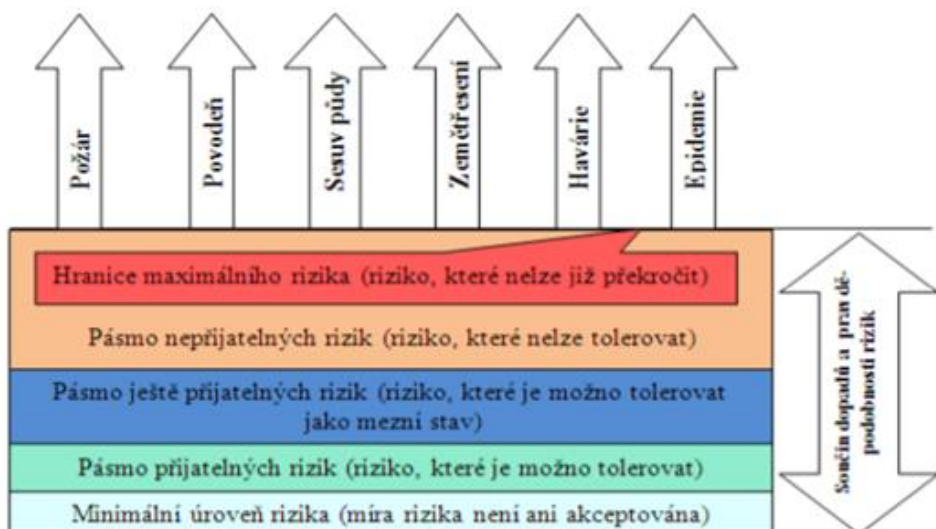 Požár
Povodeň
Sesuv půdy
Zemětřesení
Havárie
Epidemie
Hranice maximálního rizika (riziko, které nelze již překročit)
Pásmo nepřijatelných rizik (riziko, které nelze tolerovat)
Pásmo ještě přijatelných rizik (riziko, které je možno tolerovat
jako mezní stav)
Pásmo přijatelných rizik (riziko, které je možno tolerovat)
Minimální úroveň rizika (míra rizika není ani akceptována)
Součin dopadů a prav dě-
podobnosti rizik